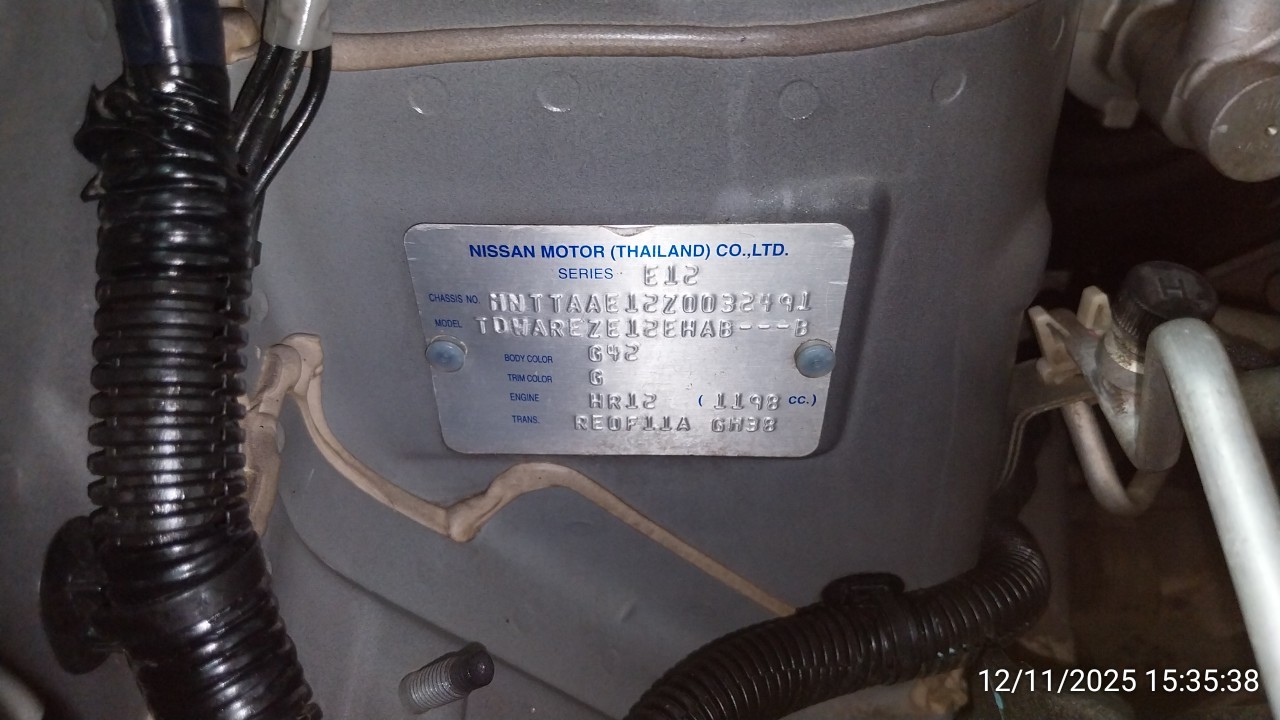 NISSAN MOTOR (THAILAND) CO.,LTD.
SERIES E12
CHASSIS NO. MNTTAAE12Z0032491
MODEL TDWAREZE12EHAB---B
BODY COLOR G42
TRIM COLOR G
ENGINE HR12 ( 1198 CC.)
TRANS. RE0F11A GH38
H
12/11/2025 15:35:38